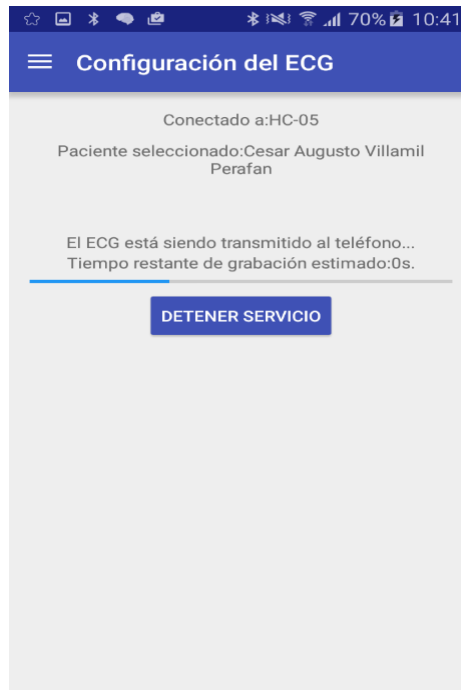 70% 10:41
Configuración del ECG
Conectado a:HC-05
Paciente seleccionado:Cesar Augusto Villamil
Perafan
El ECG está siendo transmitido al teléfono...
Tiempo restante de grabación estimado:0s.
DETENER SERVICIO